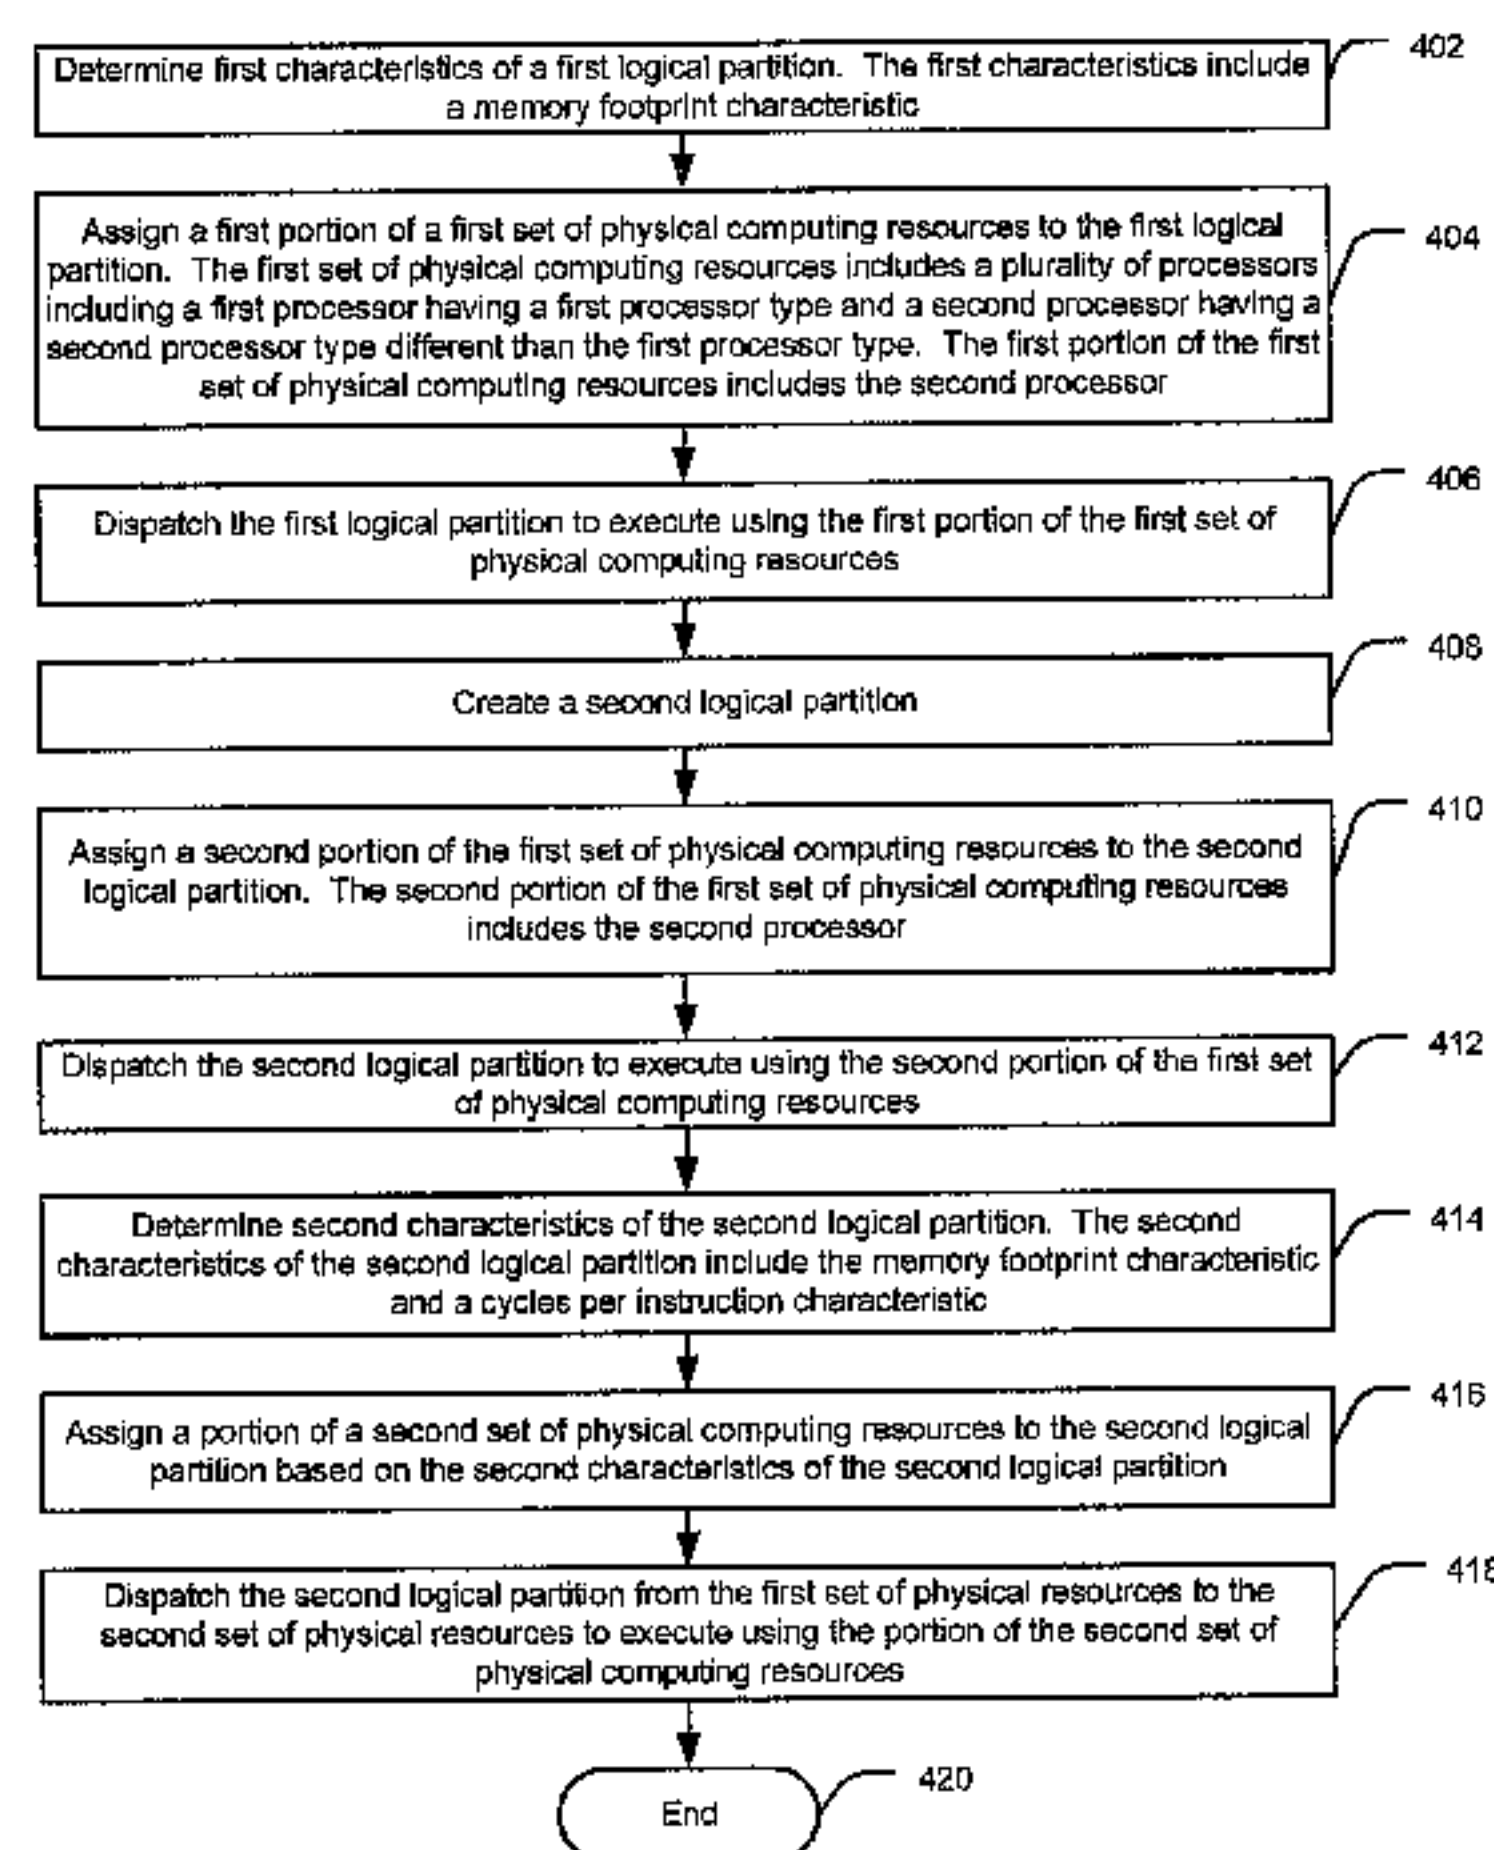 Determine first characteristics of a first logical partition. The first characteristics include
a memory footprint characteristic
402
Assign a first portion of a first set of physical computing resources to the first logical
partition. The first set of physical computing resources includes a plurality of processors
including a first processor having a first processor type and a second processor having a
second processor type different than the first processor type. The first portion of the first
set of physical computing resources includes the second processor
404
Dispatch the first logical partition to execute using the first portion of the first set of
physical computing resources
406
Create a second logical partition
408
Assign a second portion of the first set of physical computing resources to the second
logical partition. The second portion of the first set of physical computing resources
includes the second processor
410
Dispatch the second logical partition to execute using the second portion of the first set
of physical computing resources
412
Determine second characteristics of the second logical partition. The second
characteristics of the second logical partition include the memory footprint characteristic
and a cycles per instruction characteristic
414
Assign a portion of a second set of physical computing resources to the second logical
partition based on the second characteristics of the second logical partition
416
Dispatch the second logical partition from the first set of physical resources to the
second set of physical resources to execute using the portion of the second set of
physical computing resources
418
End
420